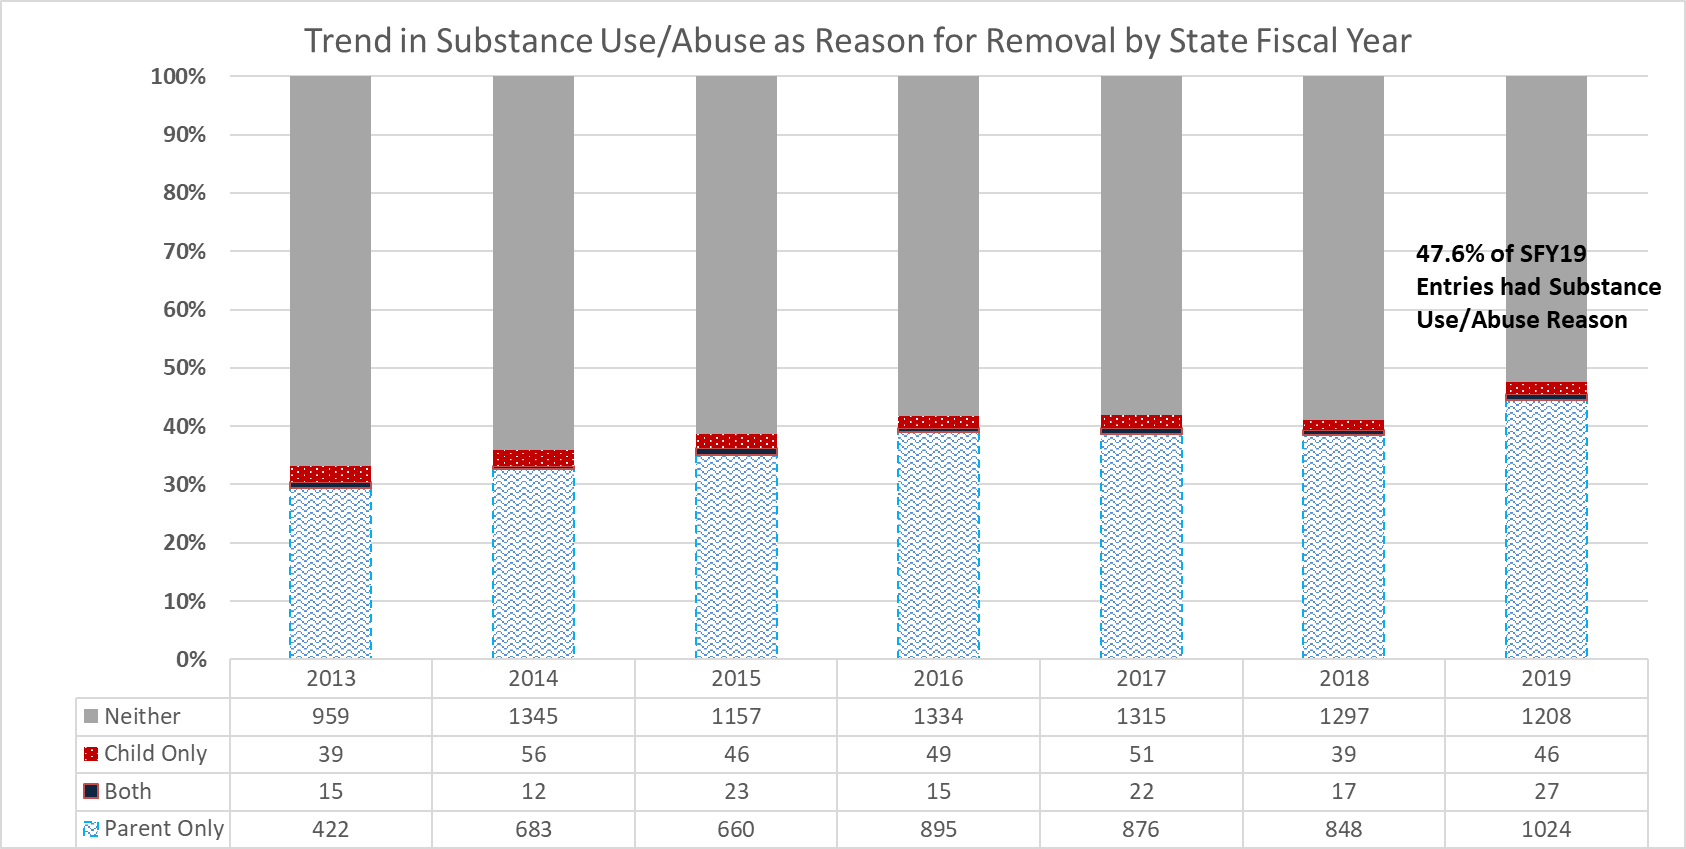 Trend in Substance Use/Abuse as Reason for Removal by State Fiscal Year
100%
90%
80%
70%
60%
50%
40%
30%
20%
10%
0%
47.6% of SFY19
Entries had Substance
Use/Abuse Reason
2013 2014 2015 2016 2017 2018 2019
Neither 959 1345 1157 1334 1315 1297 1208
Child Only 39 56 46 49 51 39 46
Both 15 12 23 15 22 17 27
Parent Only 422 683 660 895 876 848 1024